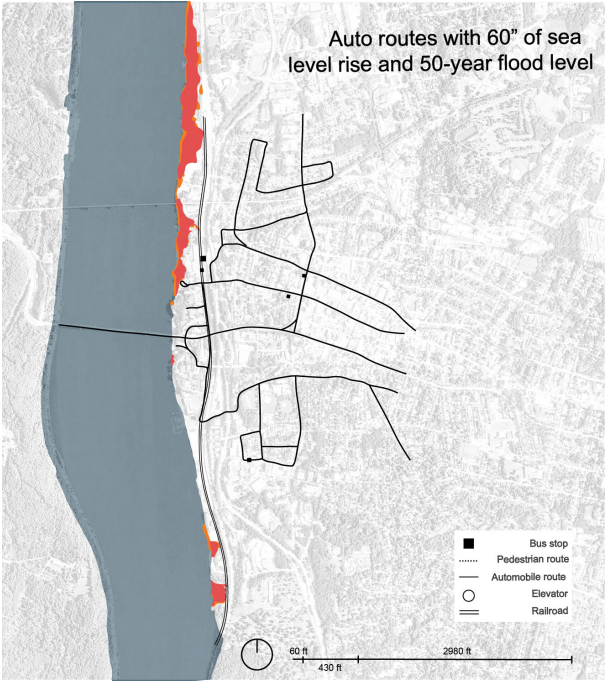 Auto routes with 60” of sea
level rise and 50-year flood level
Bus stop
Pedestrian route
Automobile route
Elevator
Railroad
60 ft
2980 ft
430 ft